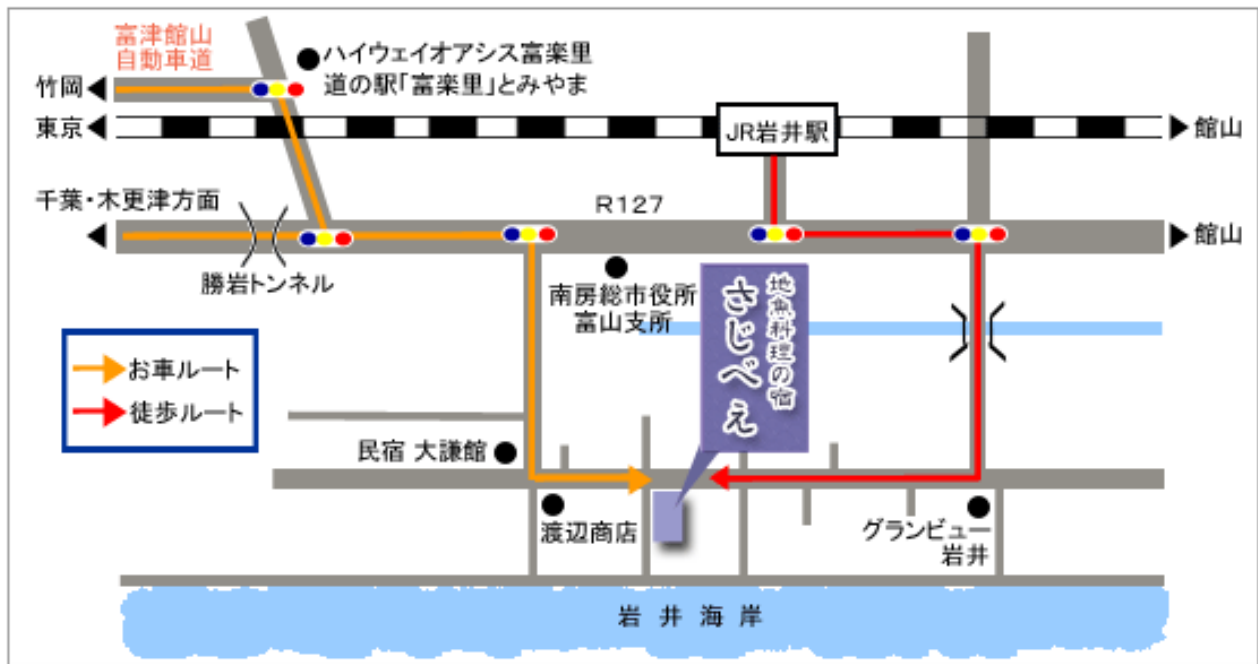 富津館山
自動車道
ハイウェイオアシス富楽里
道の駅「富楽里」とみやま
竹岡
東京
JR岩井駅
館山
千葉・木更津方面
R127
館山
勝岩トンネル
南房総市役所
富山支所
地魚料理の宿
さじべえ
お車ルート
徒歩ルート
民宿 大謙館
渡辺商店
グランビュー
岩井
岩井海岸